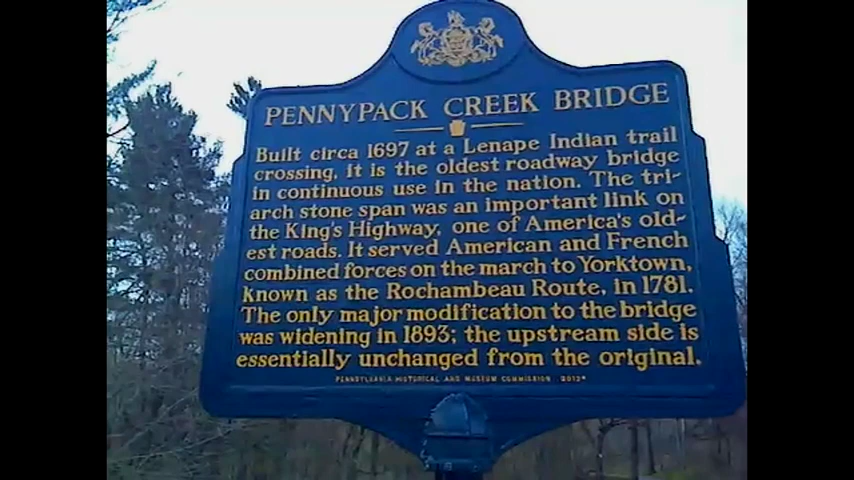 PENNYPACK CREEK BRIDGE
Built circa 1697 at a Lenape Indian trail
crossing, it is the oldest roadway bridge
in continuous use in the nation. The tri-
arch stone span was an important link on
the King's Highway, one of America's old-
est roads. It served American and French
combined forces on the march to Yorktown,
known as the Rochambeau Route, in 1781.
The only major modification to the bridge
was widening in 1893; the upstream side is
essentially unchanged from the original.
PENNSYLVANIA HISTORICAL AND MUSEUM COMMISSION 2012